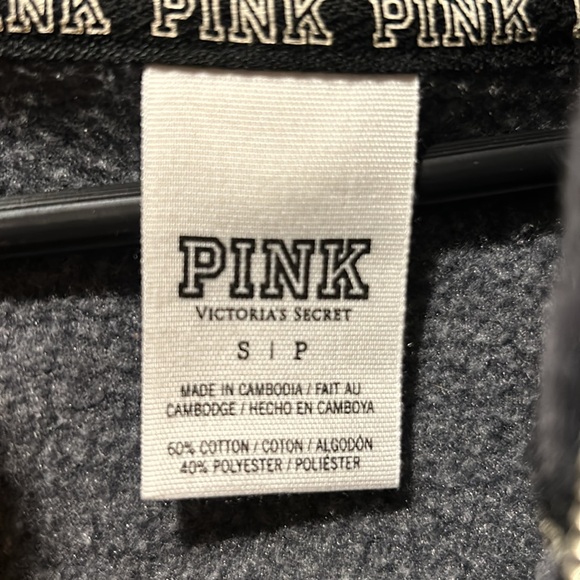 PINK PINK PINK
PINK
VICTORIA'S SECRET
S | P
MADE IN CAMBODIA / FAIT AU
CAMBODGE / HECHO EN CAMBOYA
60% COTTON / COTON / ALGODÓN
40% POLYESTER / POLIÉSTER